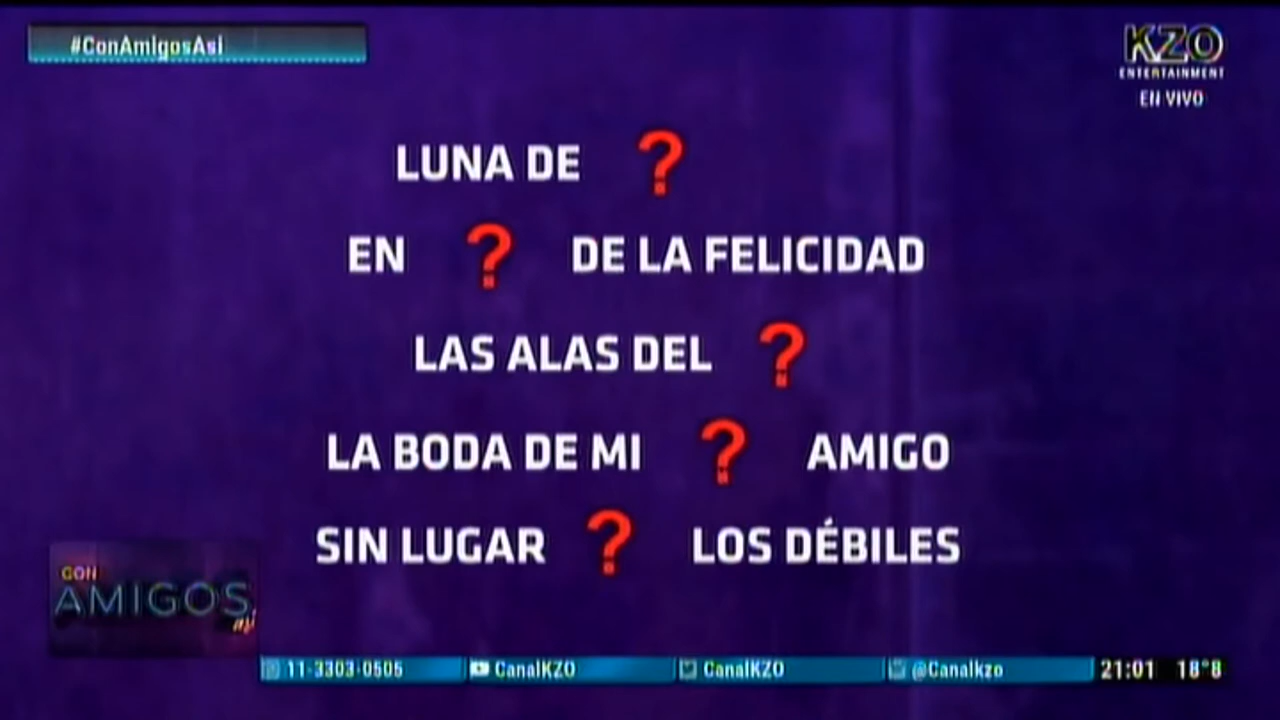 #ConAmigosAsi
KZO
ENTERTAINMENT
EN VIVO
LUNA DE ?
EN ? DE LA FELICIDAD
LAS ALAS DEL ?
LA BODA DE MI ? AMIGO
SIN LUGAR ? LOS DÉBILES
CON
AMIGOS
así
11-3303-0505 CanalKZO CanalKZO @Canalkzo 21:01 18°8